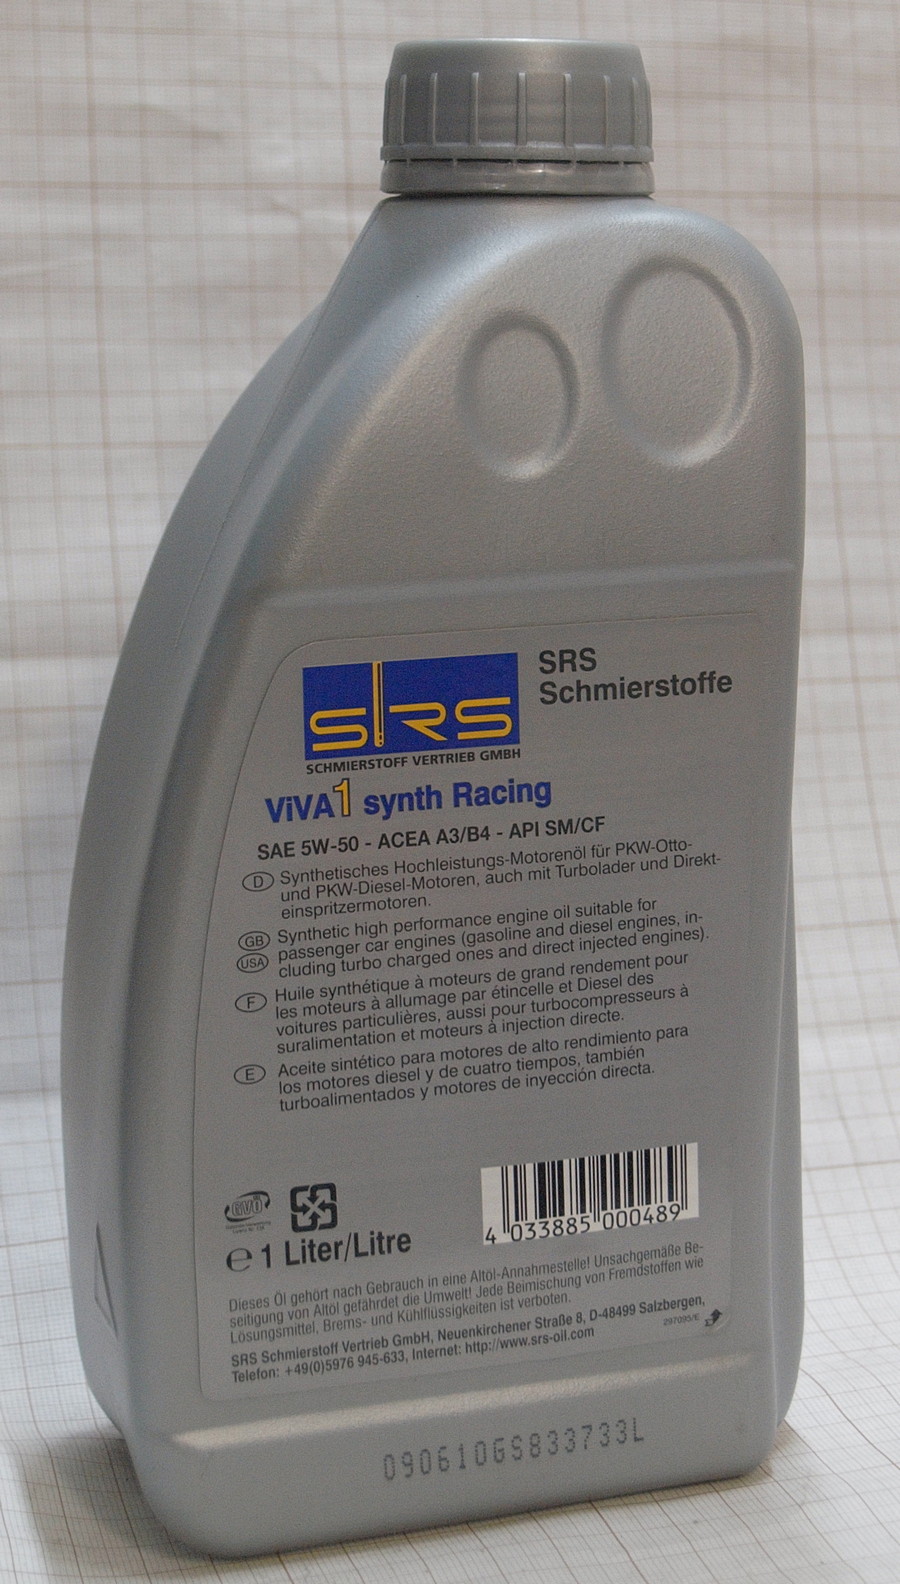 SRS
SRS
Schmierstoffe
SCHMIERSTOFF VERTRIEB GMBH
ViVA1 synth Racing
SAE 5W-50 - ACEA A3/B4 - API SM/CF
D Synthetisches Hochleistungs-Motorenöl für PKW-Otto-
und PKW-Diesel-Motoren, auch mit Turbolader und Direkt-
einspritzermotoren.
GB Synthetic high performance engine oil suitable for
USA passenger car engines (gasoline and diesel engines, in-
cluding turbo charged ones and direct injected engines).
F Huile synthétique à moteurs de grand rendement pour
les moteurs à allumage par étincelle et Diesel des
voitures particulières, aussi pour turbocompresseurs à
suralimentation et moteurs à injection directe.
E Aceite sintético para motores de alto rendimiento para
los motores diesel y de cuatro tiempos, también
turboalimentados y motores de inyección directa.
GVÖ
4 033885 000489
℮ 1 Liter/Litre
Dieses Öl gehört nach Gebrauch in eine Altöl-Annahmestelle! Unsachgemäße Be-
seitigung von Altöl gefährdet die Umwelt! Jede Beimischung von Fremdstoffen wie
Lösungsmittel, Brems- und Kühlflüssigkeiten ist verboten.
SRS Schmierstoff Vertrieb GmbH, Neuenkirchener Straße 8, D-48499 Salzbergen,
Telefon: +49(0)5976 945-633, Internet: http://www.srs-oil.com
297095/E
090610GS833733L